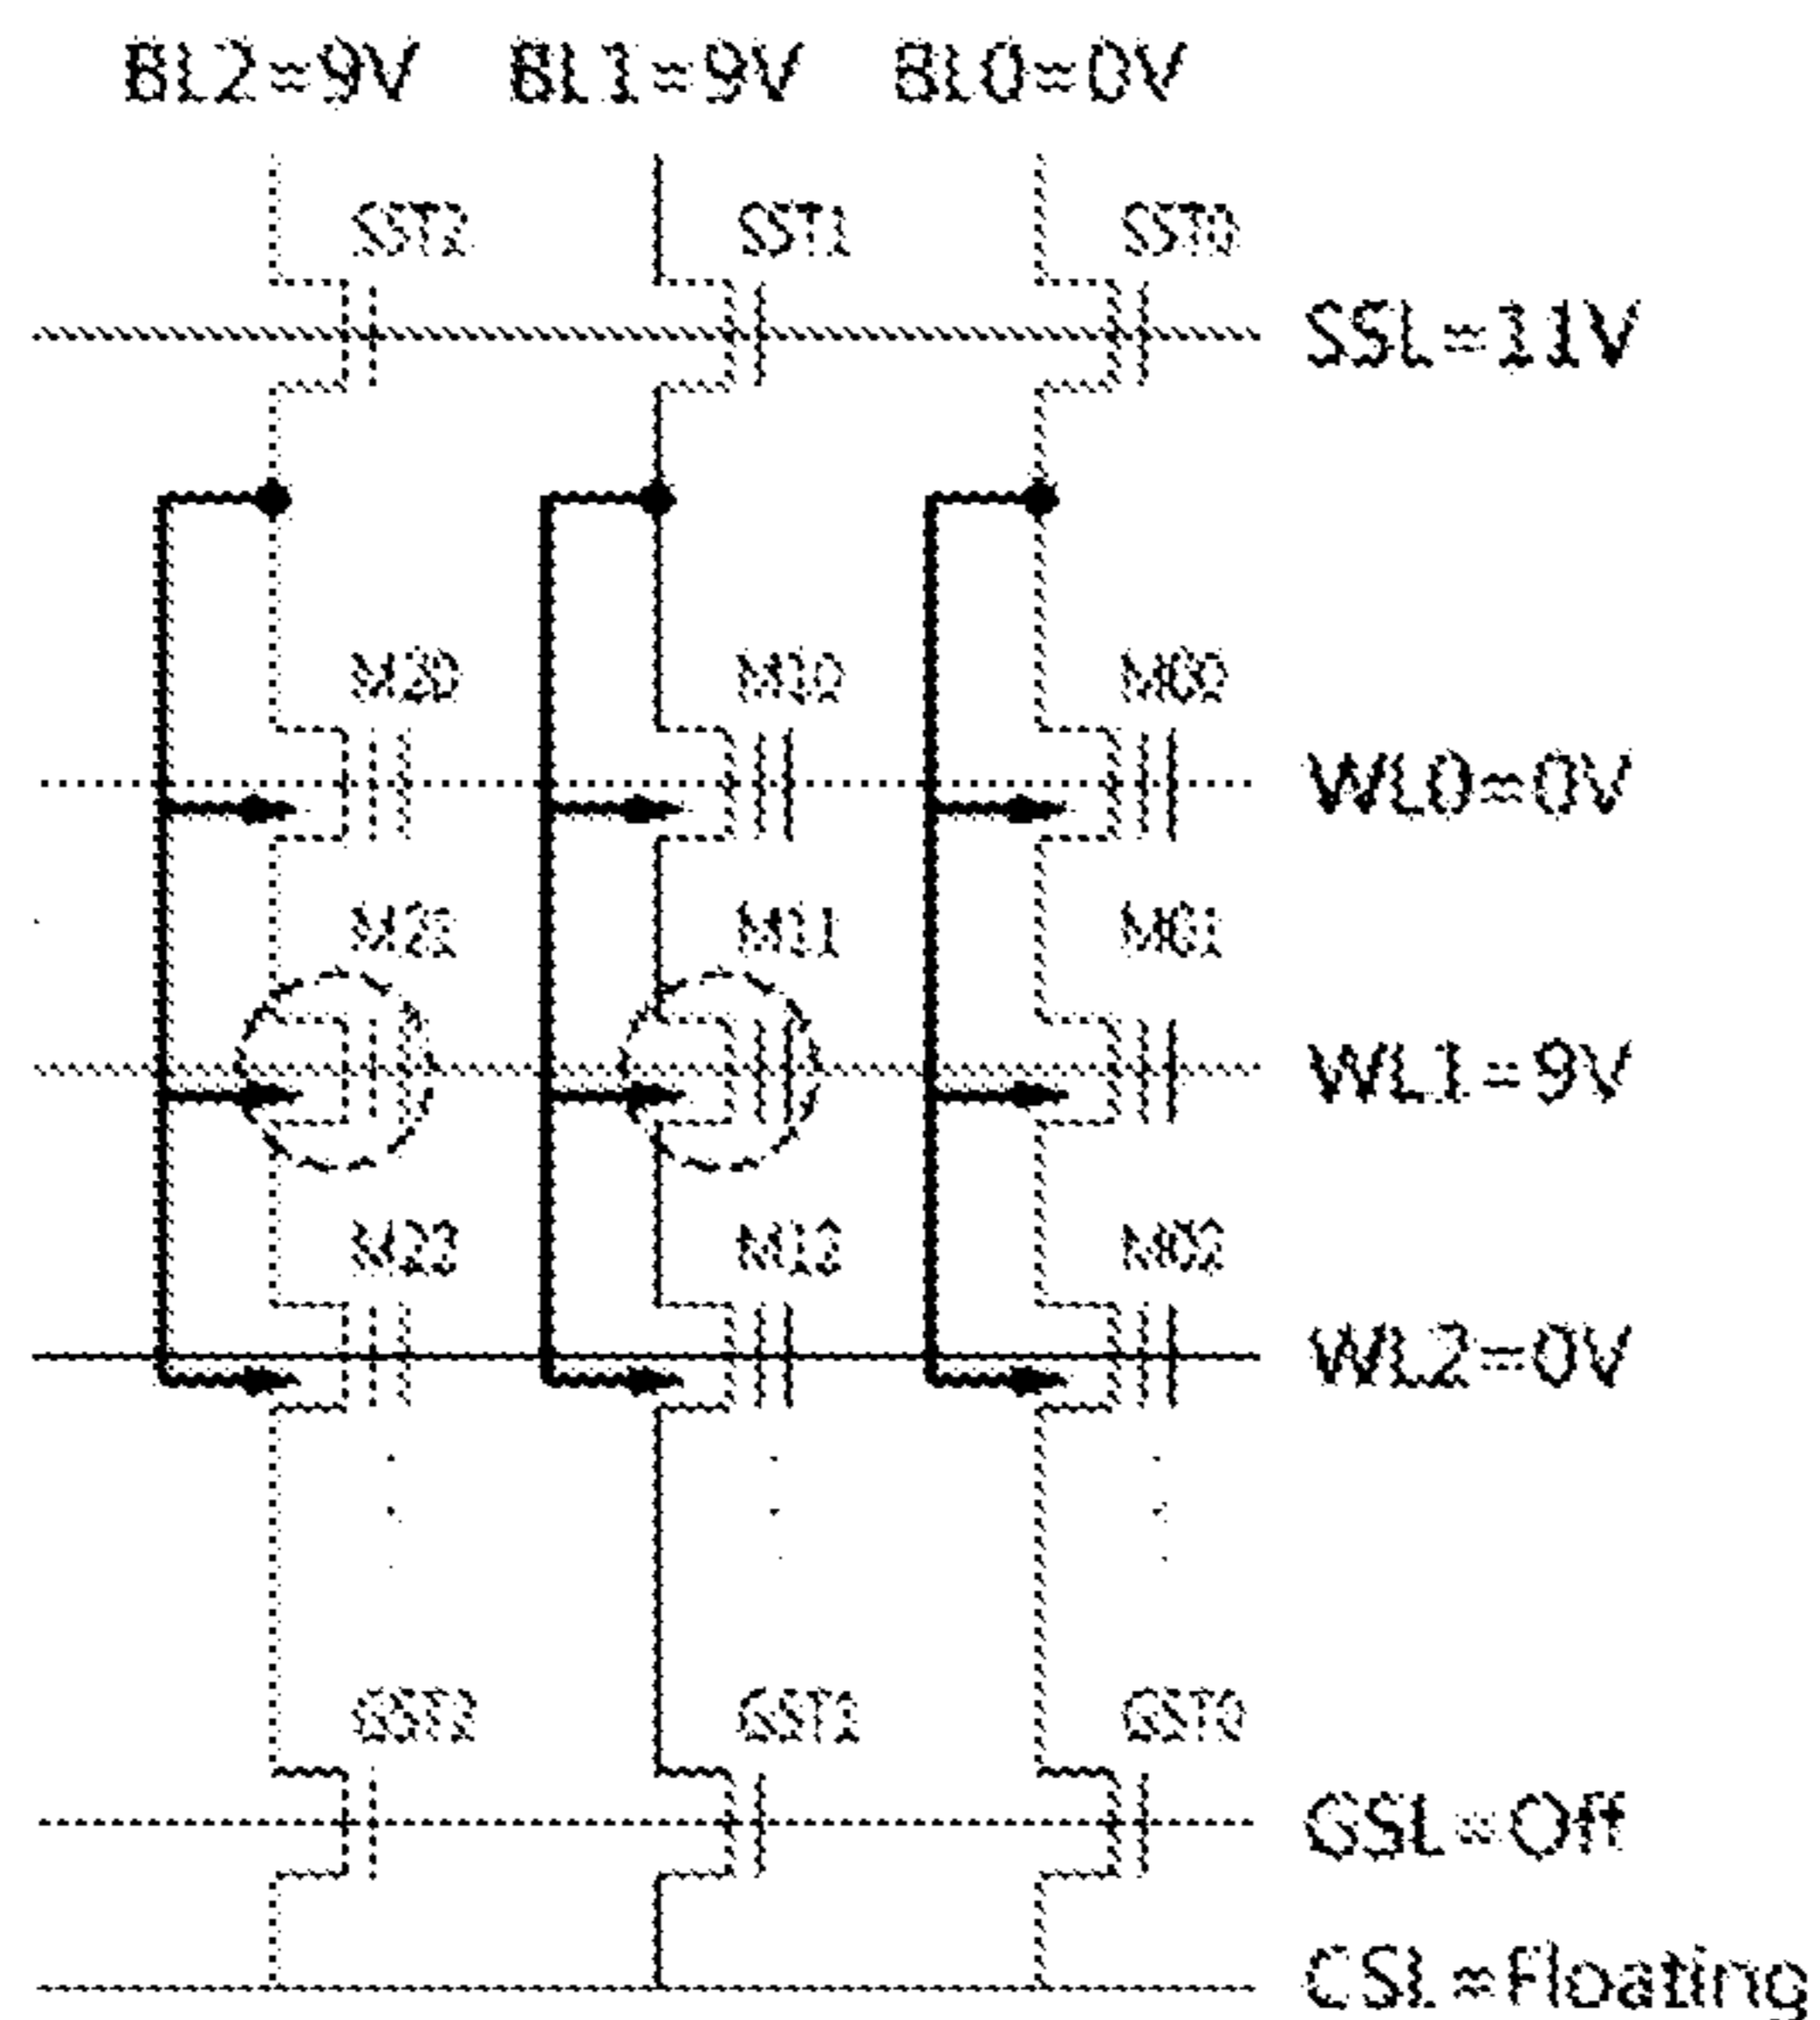 BL2=9V BL1=9V BL0=0V
SST2 SST1 SST0
SSL=11V
M20 M10 M00
WL0=0V
M21 M11 M01
WL1=9V
M22 M12 M02
WL2=0V
GST2 GST1 GST0
GSL=Off
CSL=Floating